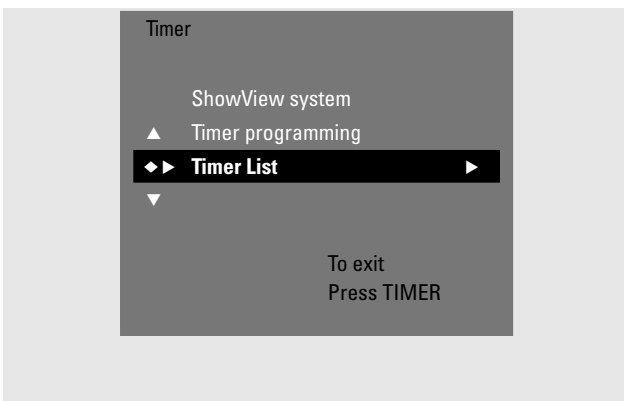 Timer
ShowView system
▲ Timer programming
◆▶ Timer List ▶
▼
To exit
Press TIMER